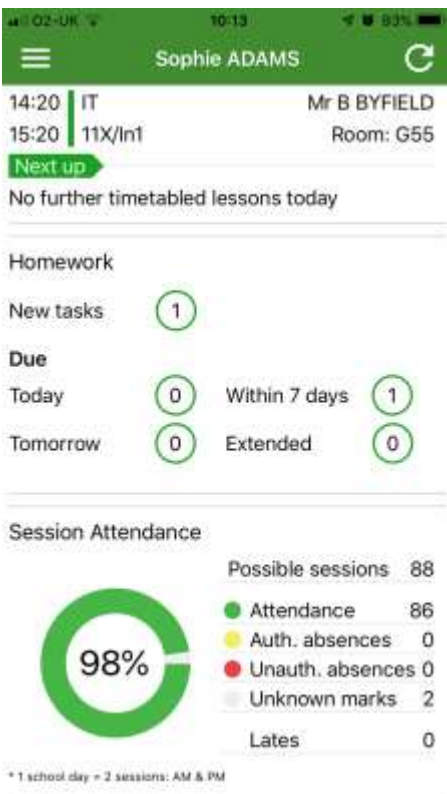 O2-UK 10:13 93%
Sophie ADAMS
14:20 IT Mr B BYFIELD
15:20 11X/In1 Room: G55
Next up
No further timetabled lessons today
Homework
New tasks 1
Due
Today 0 Within 7 days 1
Tomorrow 0 Extended 0
Session Attendance
Possible sessions 88
Attendance 86
98%
Auth. absences 0
Unauth. absences 0
Unknown marks 2
Lates 0
* 1 school day = 2 sessions: AM & PM